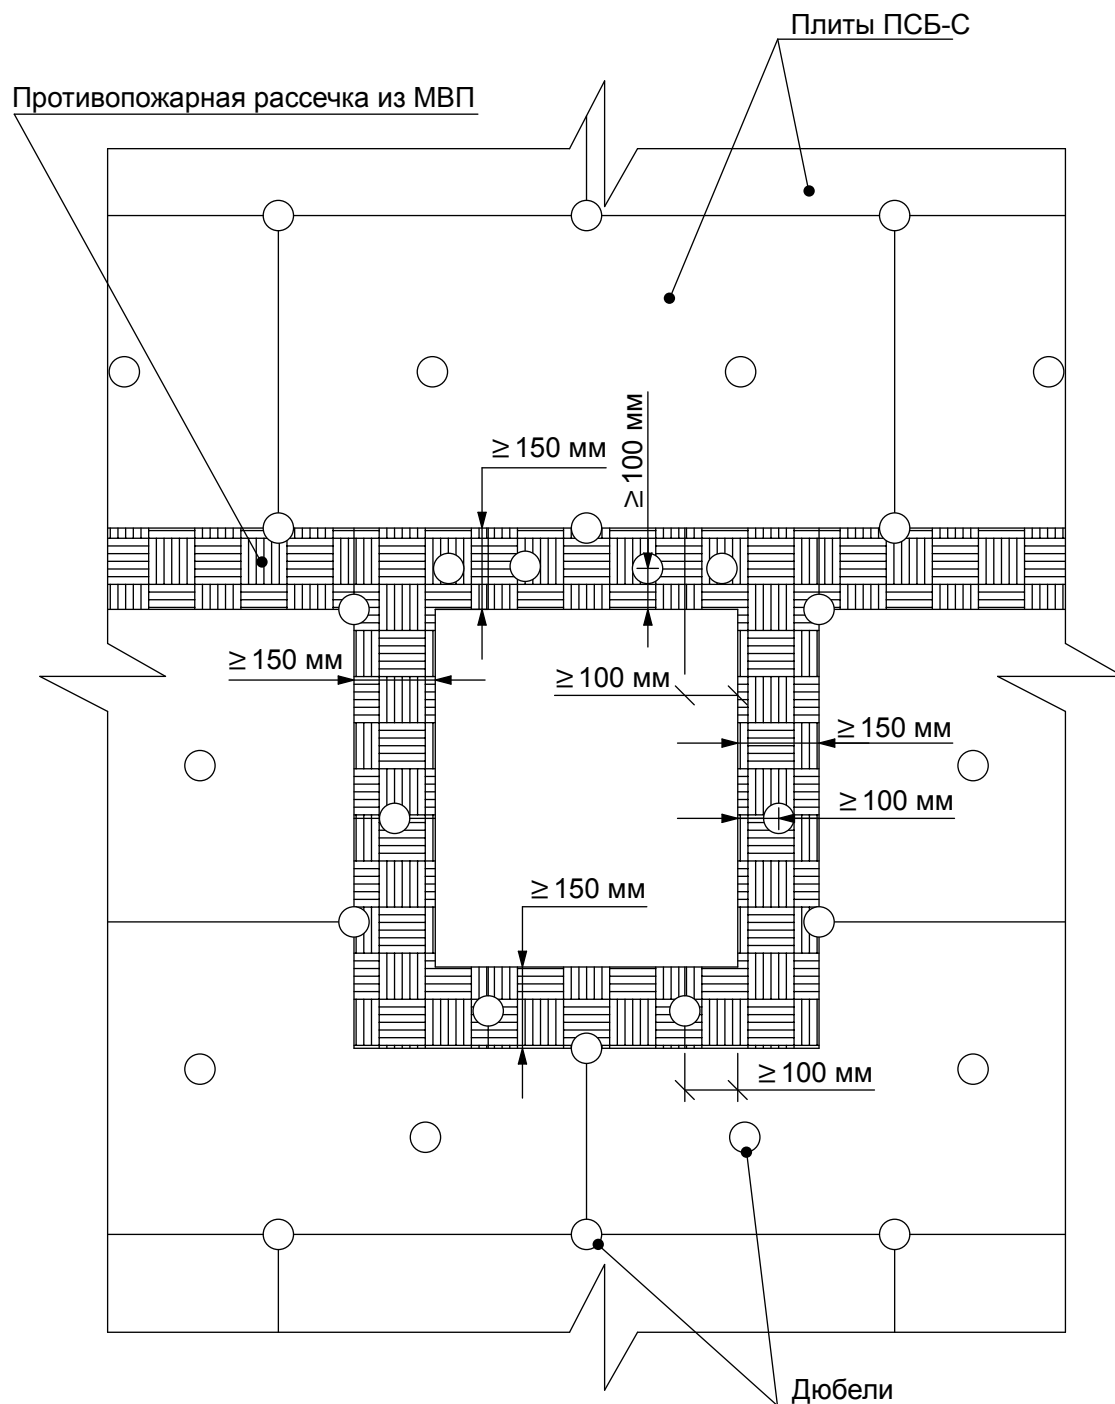 Плиты ПСБ-С
Противопожарная рассечка из МВП
≥ 150 мм
≥ 100 мм
≥ 150 мм
≥ 100 мм
≥ 150 мм
≥ 100 мм
≥ 150 мм
≥ 100 мм
Дюбели